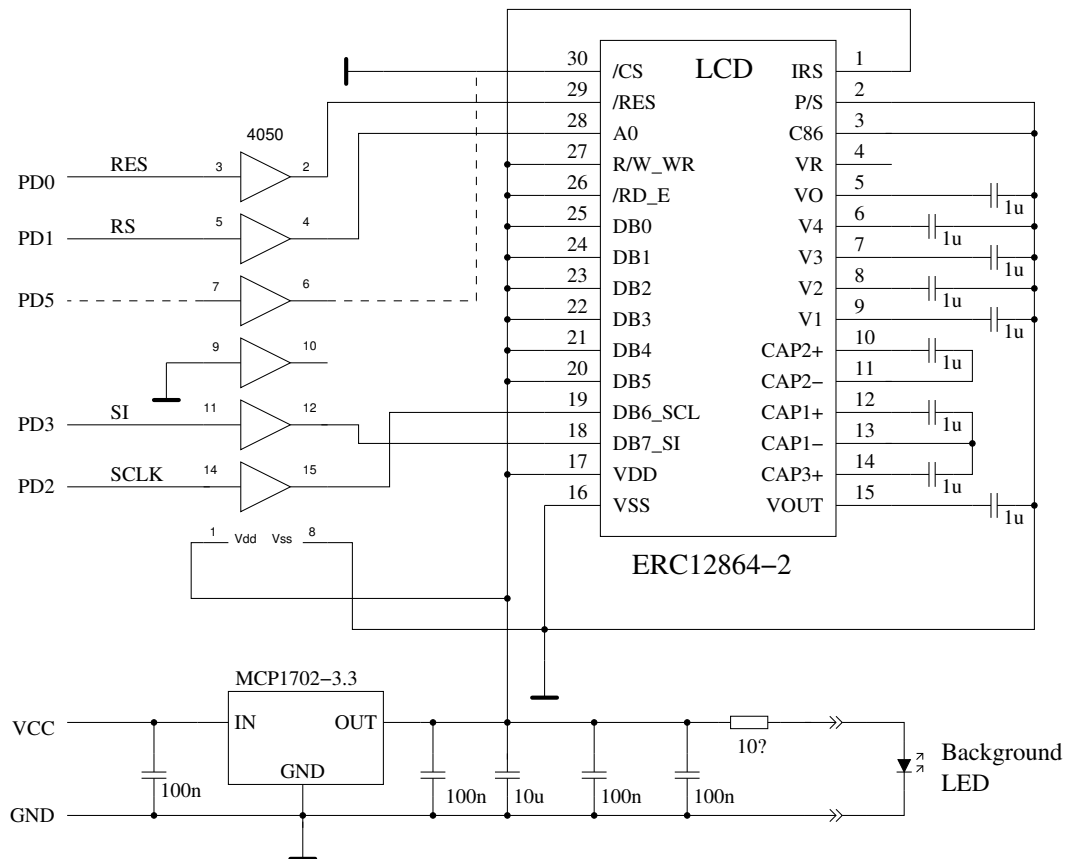 LCD
30 /CS IRS 1
29 /RES P/S 2
28 A0 C86 3
27 R/W_WR VR 4
26 /RD_E VO 5 1u
25 DB0 V4 6 1u
24 DB1 V3 7 1u
23 DB2 V2 8 1u
22 DB3 V1 9 1u
21 DB4 CAP2+ 10 1u
20 DB5 CAP2− 11
19 DB6_SCL CAP1+ 12 1u
18 DB7_SI CAP1− 13
17 VDD CAP3+ 14 1u
16 VSS VOUT 15 1u
ERC12864−2
4050
PD0 RES 3 2
PD1 RS 5 4
PD5 7 6
9 10
PD3 SI 11 12
PD2 SCLK 14 15
1 Vdd Vss 8
MCP1702−3.3
VCC IN OUT
GND
100n 100n 10u 100n 100n 10?
GND
Background
LED